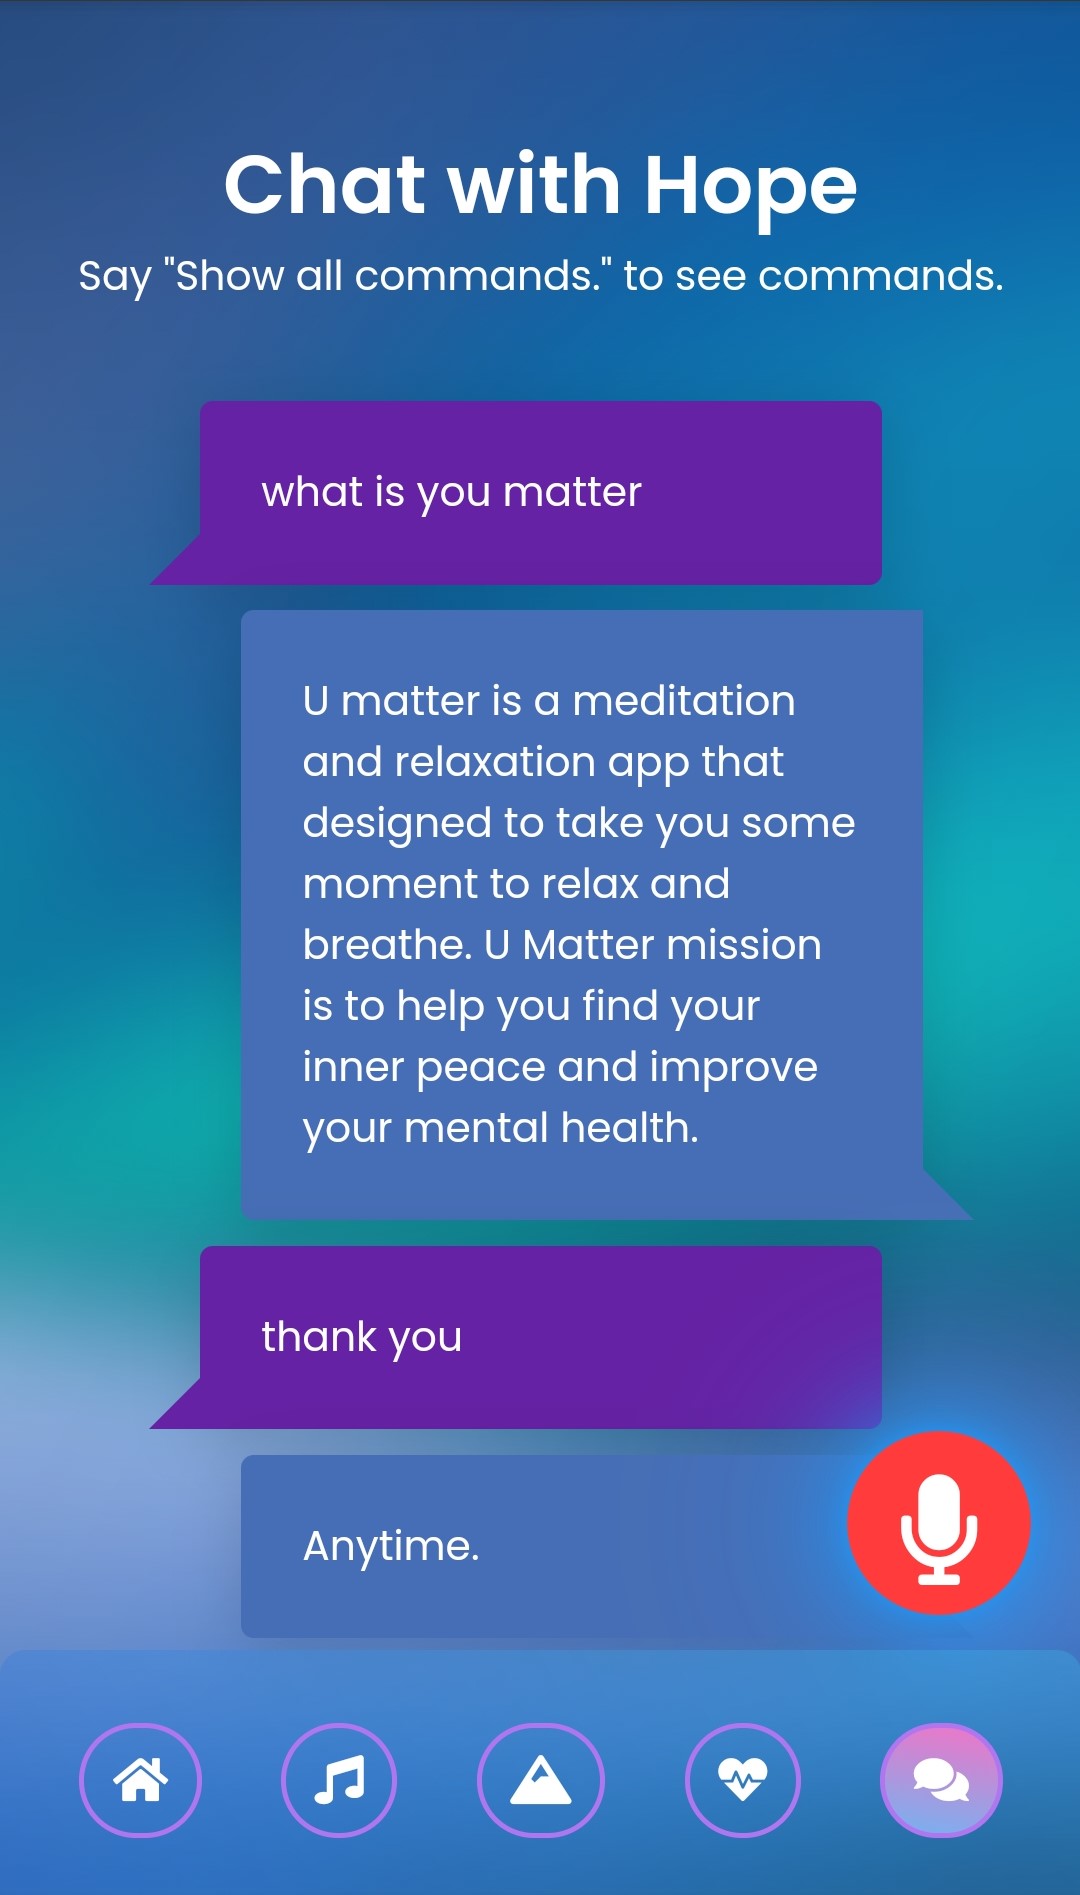 Chat with Hope
Say "Show all commands." to see commands.
what is you matter
U matter is a meditation
and relaxation app that
designed to take you some
moment to relax and
breathe. U Matter mission
is to help you find your
inner peace and improve
your mental health.
thank you
Anytime.